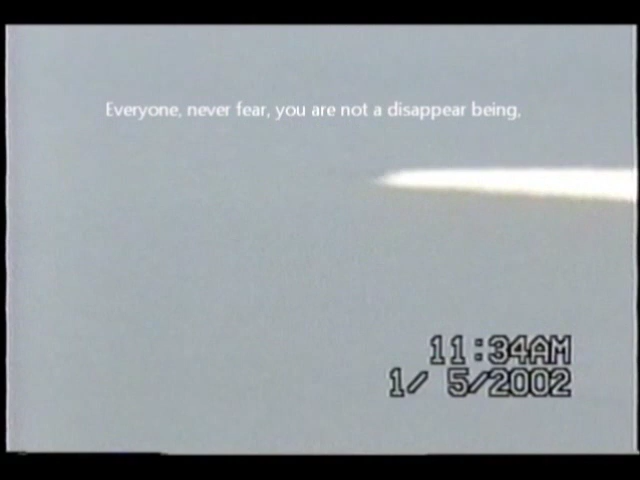 Everyone, never fear, you are not a disappear being,
11:34AM
1/ 5/2002